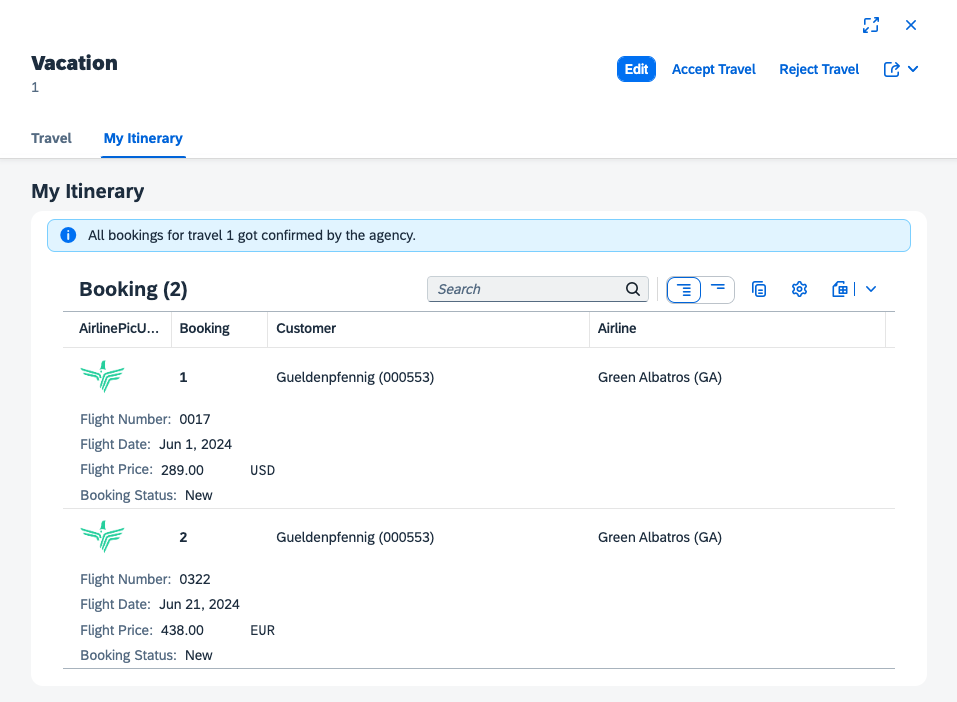 Vacation
1
Edit Accept Travel Reject Travel
Travel My Itinerary
My Itinerary
All bookings for travel 1 got confirmed by the agency.
Booking (2) Search
AirlinePicU... Booking Customer Airline
1 Gueldenpfennig (000553) Green Albatros (GA)
Flight Number: 0017
Flight Date: Jun 1, 2024
Flight Price: 289.00 USD
Booking Status: New
2 Gueldenpfennig (000553) Green Albatros (GA)
Flight Number: 0322
Flight Date: Jun 21, 2024
Flight Price: 438.00 EUR
Booking Status: New